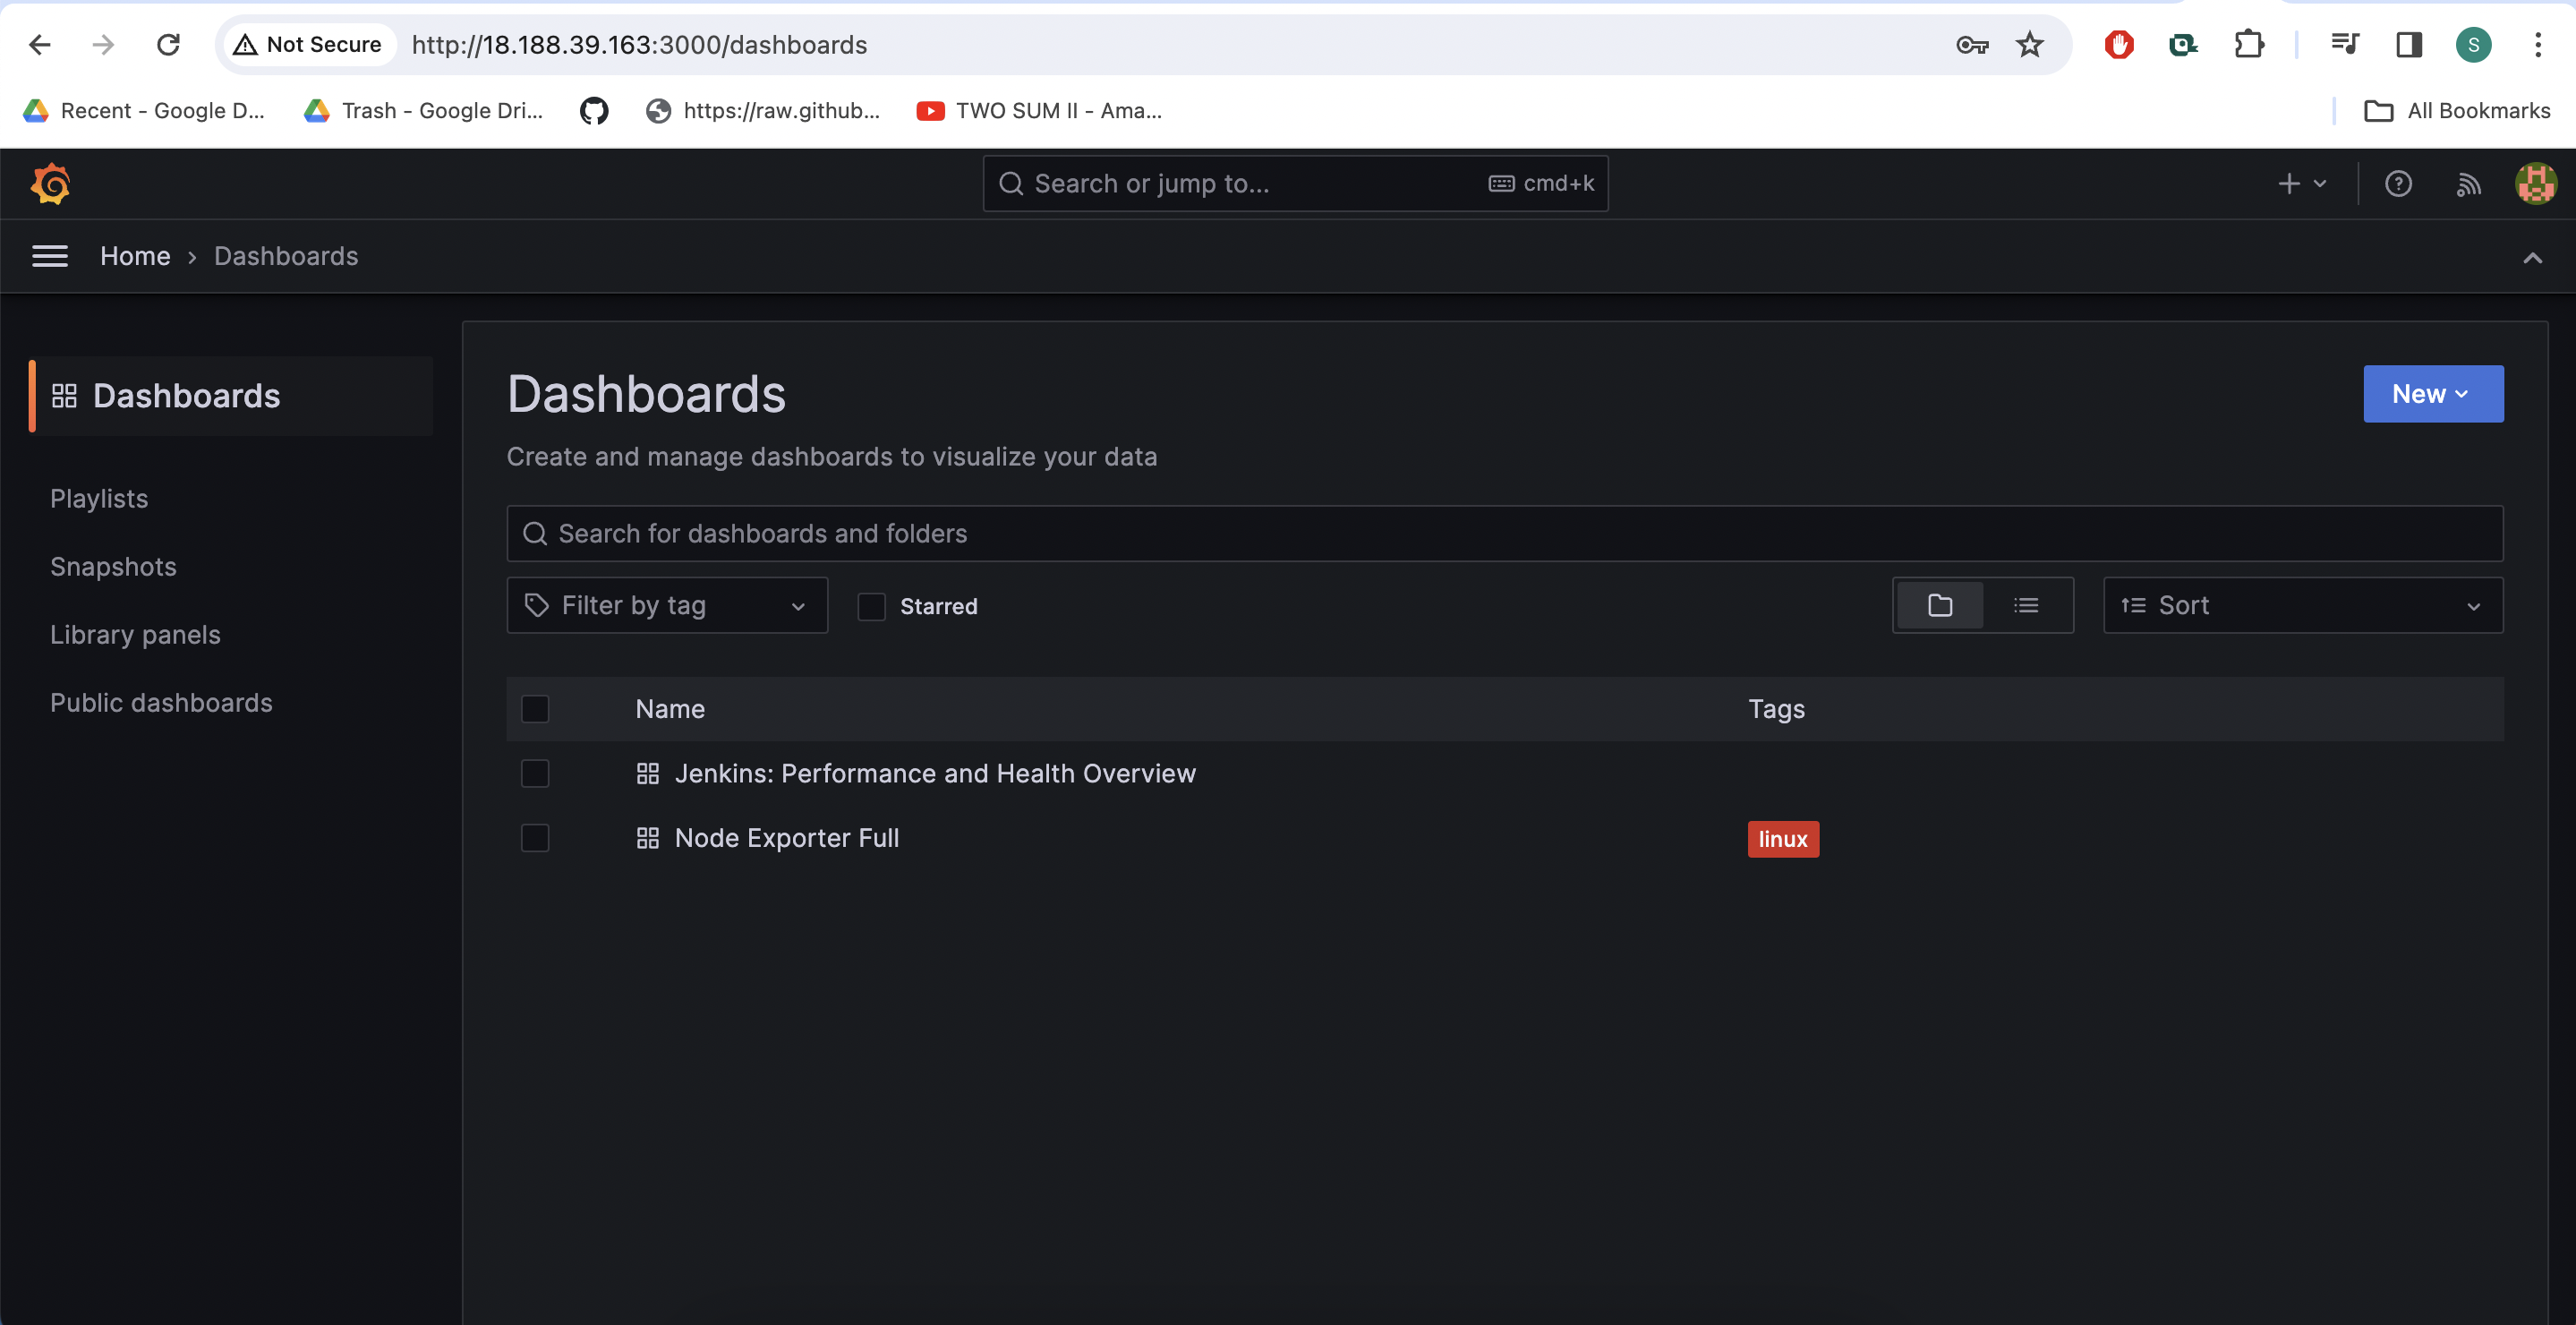 Not Secure http://18.188.39.163:3000/dashboards S
Recent - Google D... Trash - Google Dri... https://raw.github... TWO SUM II - Ama... All Bookmarks
Search or jump to... cmd+k
Home › Dashboards
Dashboards
Playlists
Snapshots
Library panels
Public dashboards
Dashboards
New
Create and manage dashboards to visualize your data
Search for dashboards and folders
Filter by tag Starred Sort
Name Tags
Jenkins: Performance and Health Overview
Node Exporter Full linux